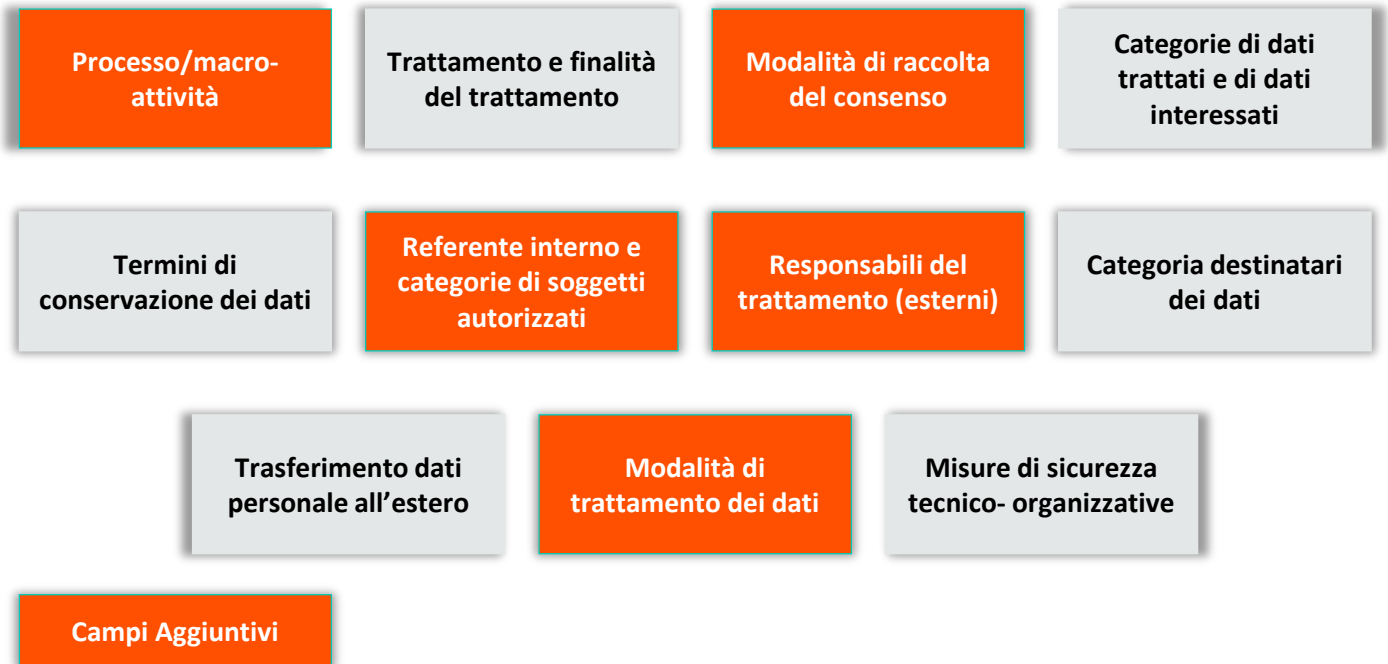 Processo/macro-
attività
Trattamento e finalità
del trattamento
Modalità di raccolta
del consenso
Categorie di dati
trattati e di dati
interessati
Termini di
conservazione dei dati
Referente interno e
categorie di soggetti
autorizzati
Responsabili del
trattamento (esterni)
Categoria destinatari
dei dati
Trasferimento dati
personale all’estero
Modalità di
trattamento dei dati
Misure di sicurezza
tecnico- organizzative
Campi Aggiuntivi